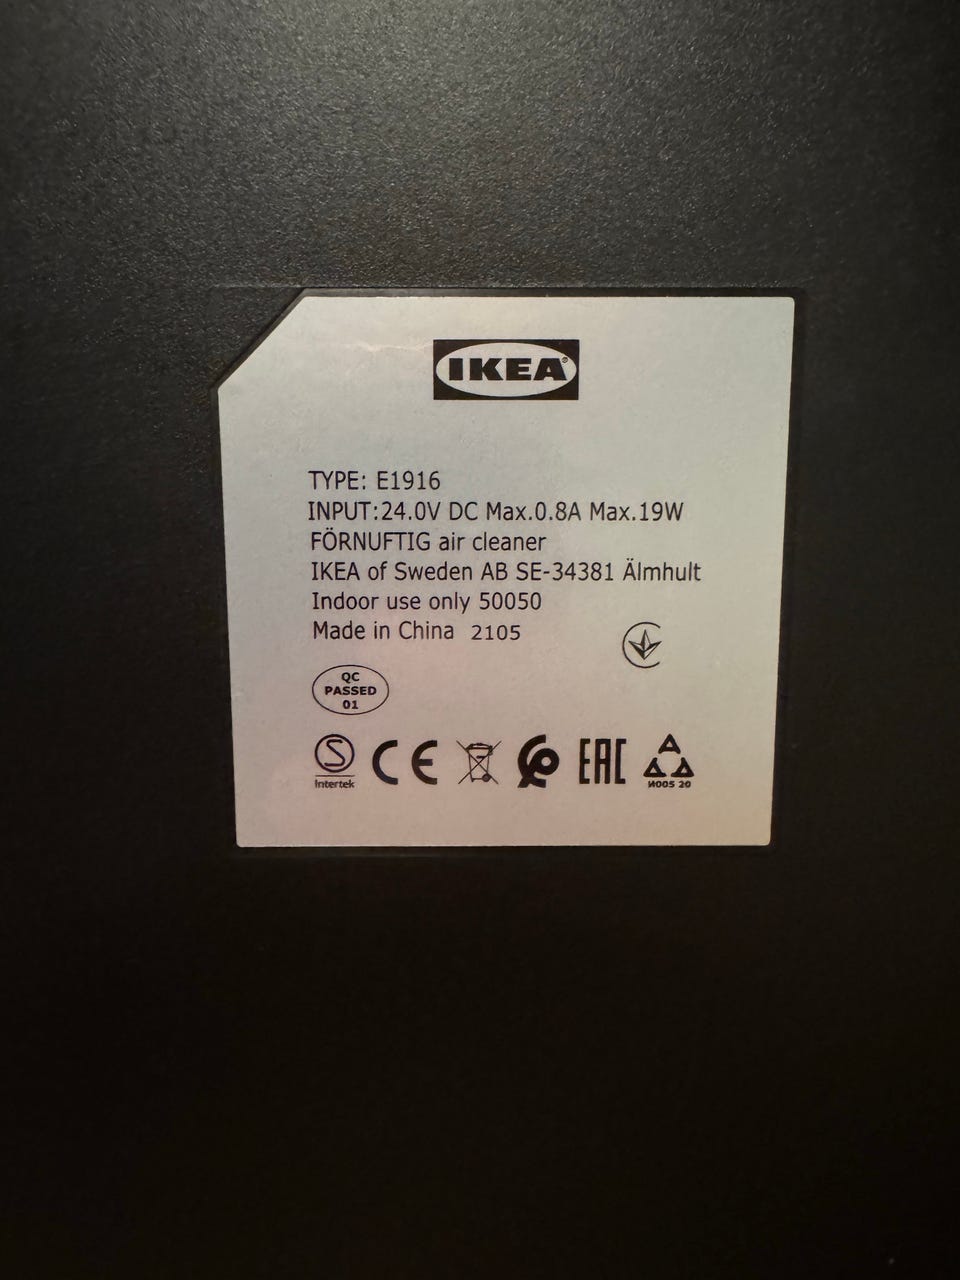 IKEA®
TYPE: E1916
INPUT:24.0V DC Max.0.8A Max.19W
FÖRNUFTIG air cleaner
IKEA of Sweden AB SE-34381 Älmhult
Indoor use only 50050
Made in China 2105
QC
PASSED
01
S
Intertek
CE
EAC
A
И005 20